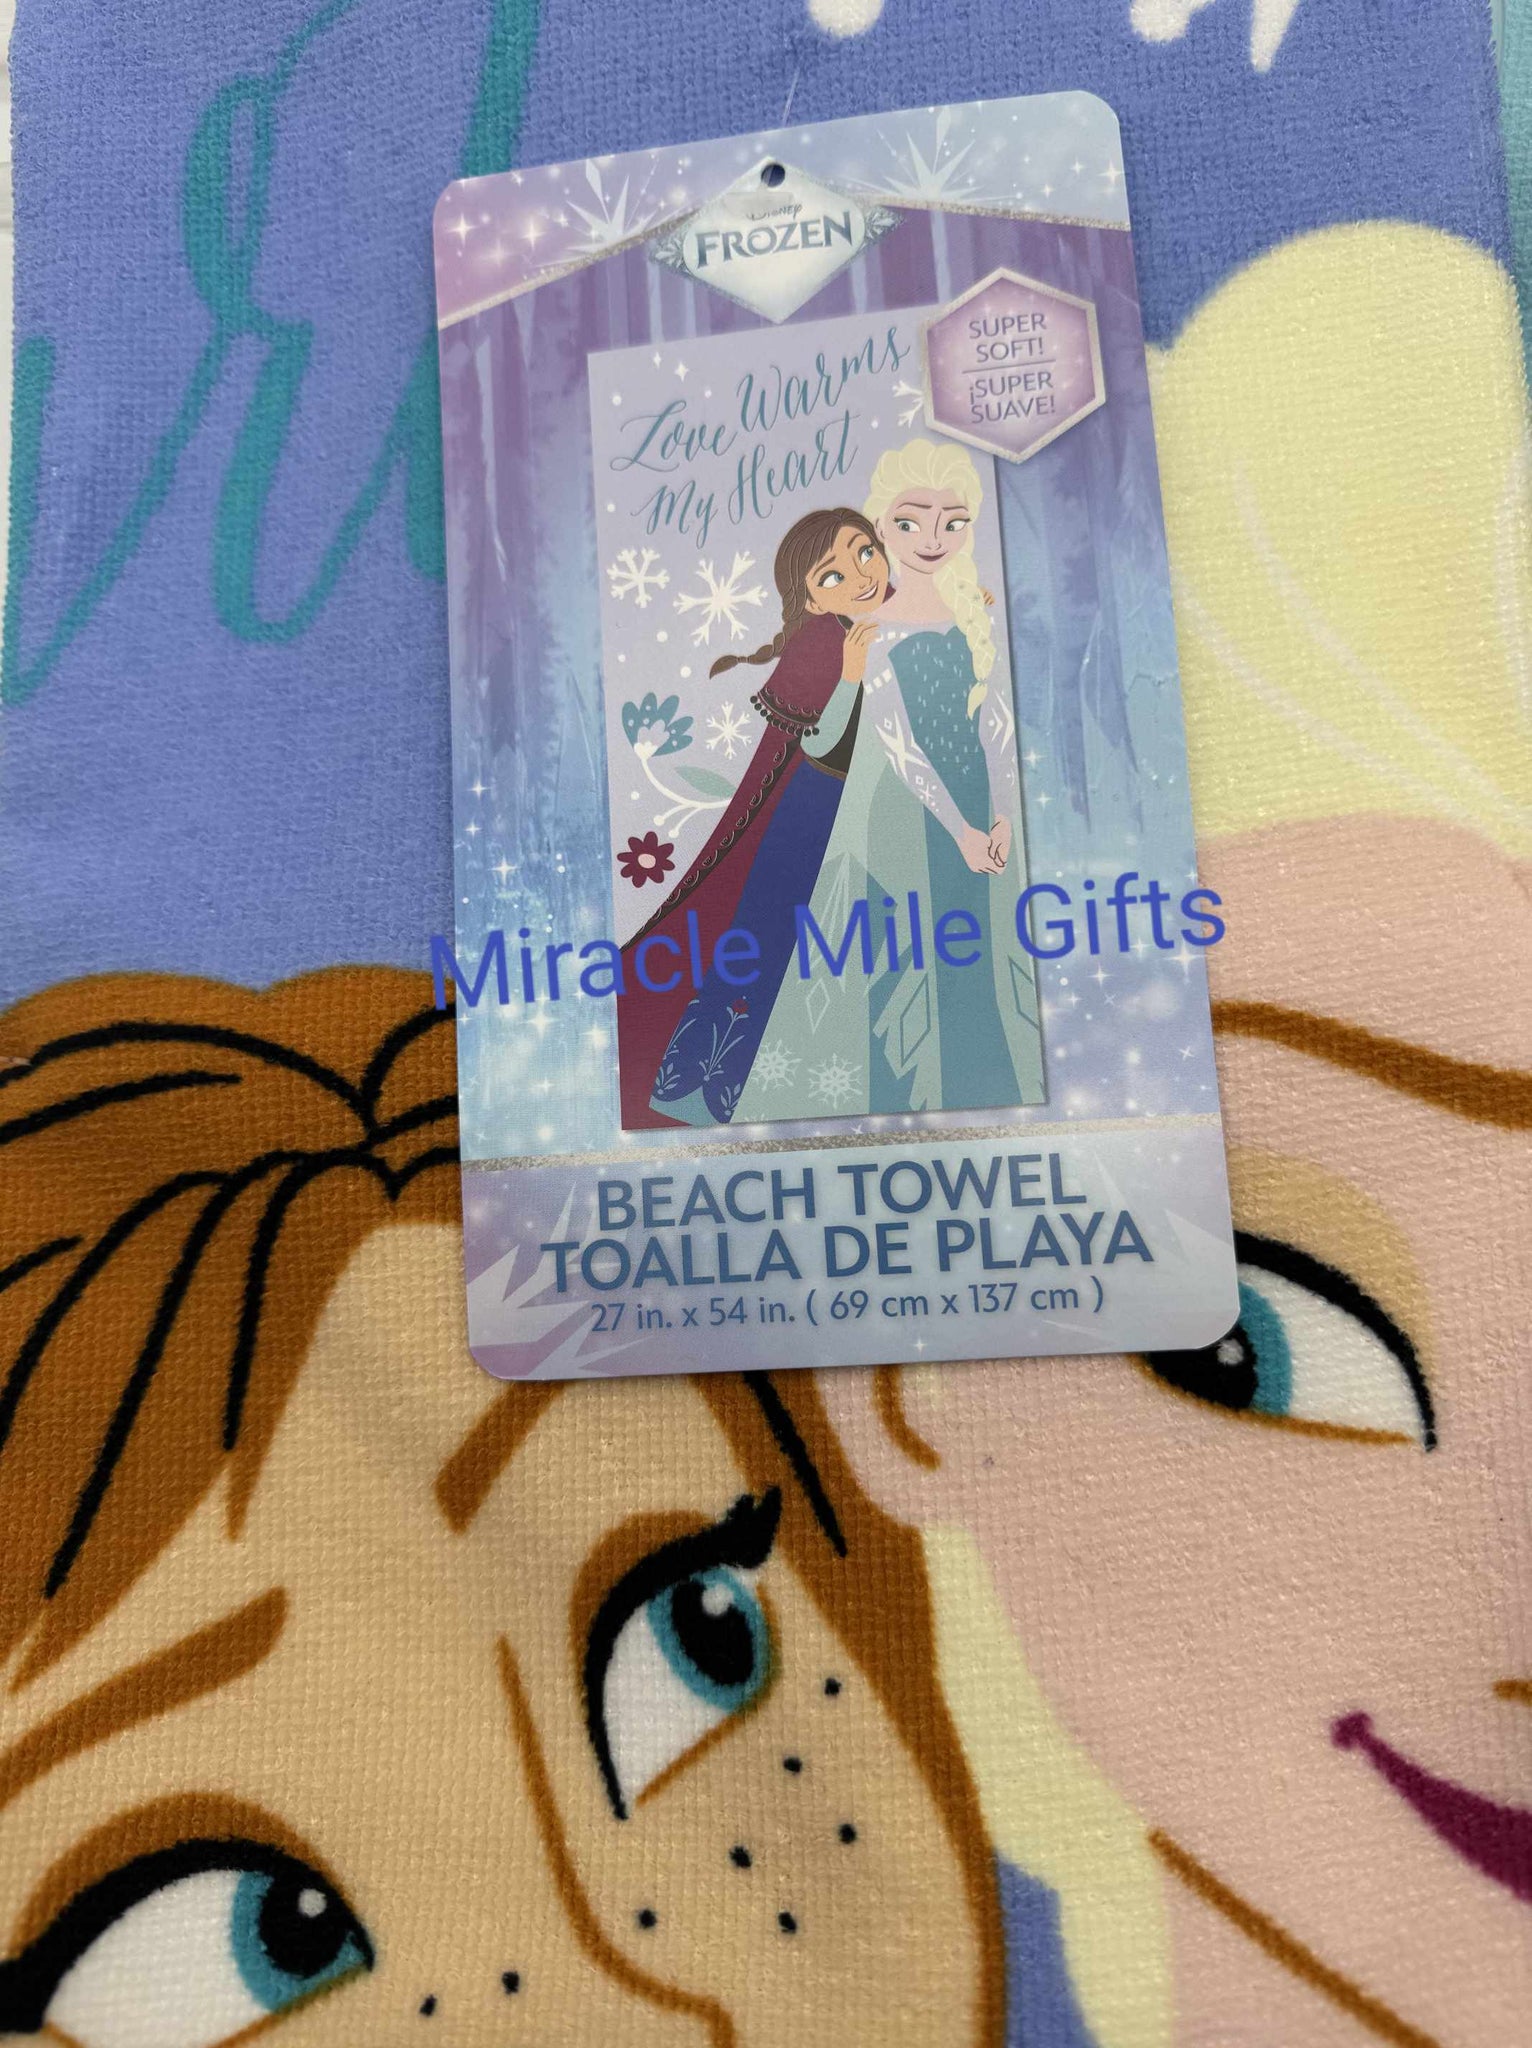 DISNEY
FROZEN
SUPER
SOFT!
¡SUPER
SUAVE!
Love Warms
My Heart
Miracle Mile Gifts
BEACH TOWEL
TOALLA DE PLAYA
27 in. x 54 in. ( 69 cm x 137 cm )